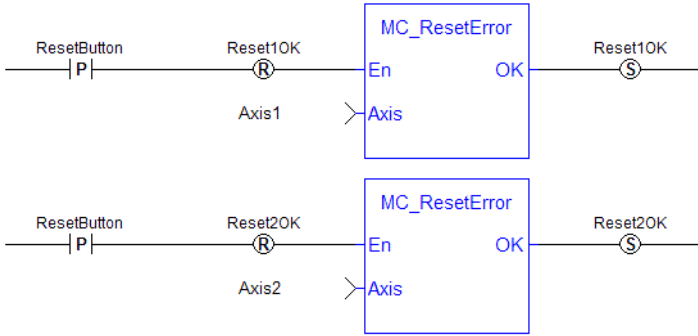 MC_ResetError
ResetButton Reset1OK Reset1OK
P R En OK S
Axis1 Axis
MC_ResetError
ResetButton Reset2OK Reset2OK
P R En OK S
Axis2 Axis